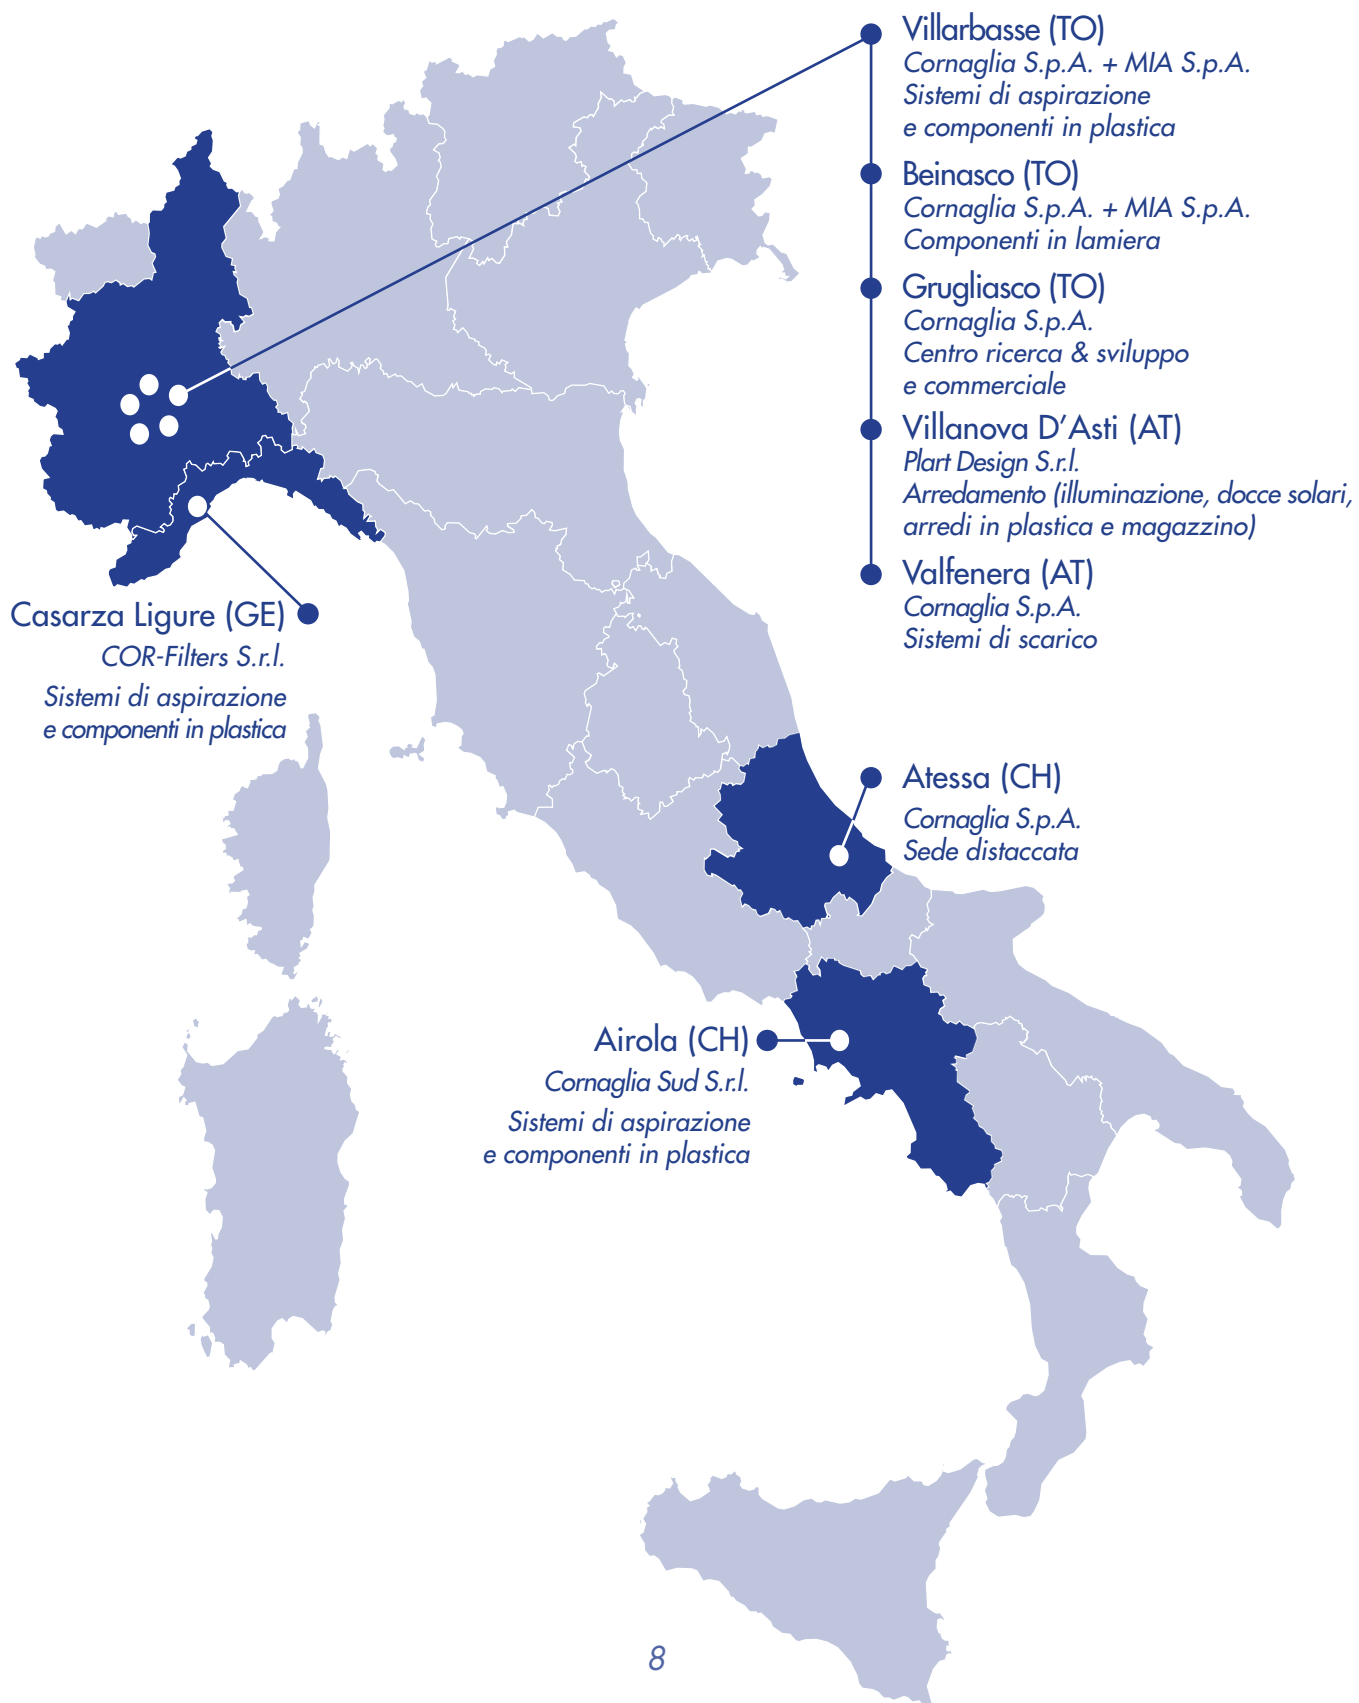 Villarbasse (TO)
Cornaglia S.p.A. + MIA S.p.A.
Sistemi di aspirazione
e componenti in plastica
Beinasco (TO)
Cornaglia S.p.A. + MIA S.p.A.
Componenti in lamiera
Grugliasco (TO)
Cornaglia S.p.A.
Centro ricerca & sviluppo
e commerciale
Villanova D'Asti (AT)
Plart Design S.r.l.
Arredamento (illuminazione, docce solari,
arredi in plastica e magazzino)
Valfenera (AT)
Cornaglia S.p.A.
Sistemi di scarico
Casarza Ligure (GE)
COR-Filters S.r.l.
Sistemi di aspirazione
e componenti in plastica
Atessa (CH)
Cornaglia S.p.A.
Sede distaccata
Airola (CH)
Cornaglia Sud S.r.l.
Sistemi di aspirazione
e componenti in plastica
8